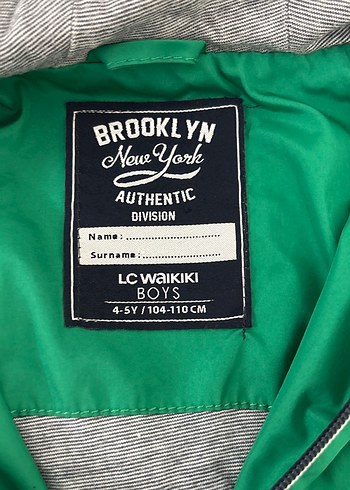 BROOKLYN
New York
AUTHENTIC
DIVISION
Name:..........................
Surname:......................
LC WAIKIKI
BOYS
4-5Y / 104-110 CM